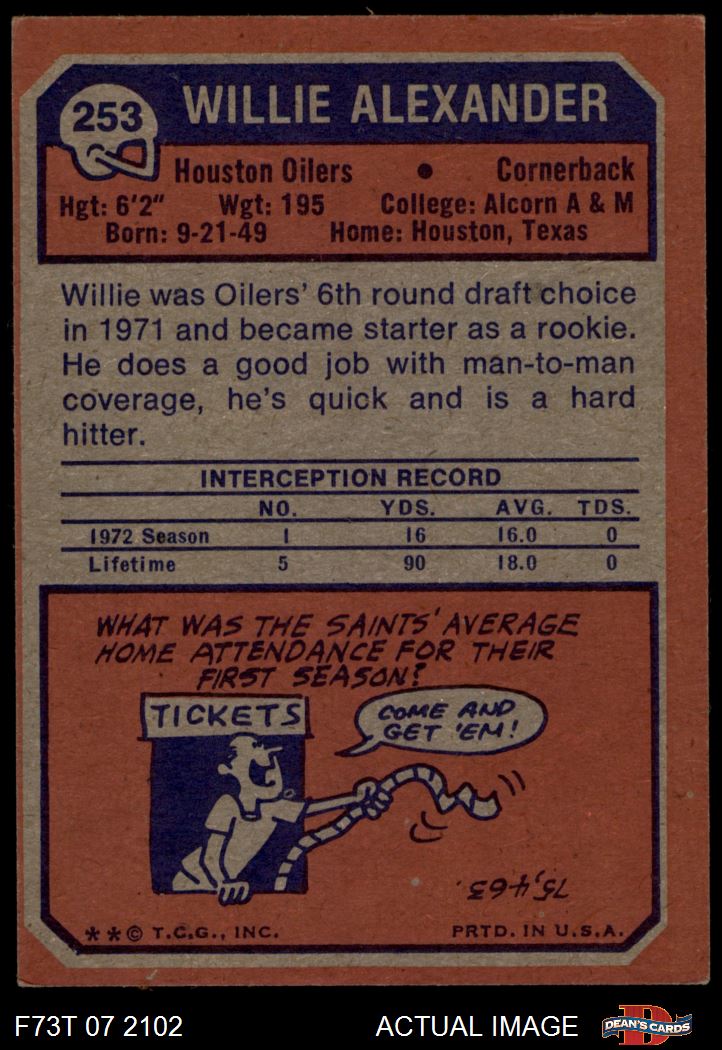 253
WILLIE ALEXANDER
Houston Oilers • Cornerback
Hgt: 6'2" Wgt: 195 College: Alcorn A & M
Born: 9-21-49 Home: Houston, Texas
Willie was Oilers' 6th round draft choice
in 1971 and became starter as a rookie.
He does a good job with man-to-man
coverage, he's quick and is a hard
hitter.
INTERCEPTION RECORD
NO. YDS. AVG. TDS.
1972 Season 1 16 16.0 0
Lifetime 5 90 18.0 0
WHAT WAS THE SAINTS' AVERAGE
HOME ATTENDANCE FOR THEIR
FIRST SEASON?
TICKETS
COME AND
GET 'EM!
75,463.
**© T.C.G., INC. PRTD. IN U.S.A.
F73T 07 2102 ACTUAL IMAGE
D
DEAN'S CARDS